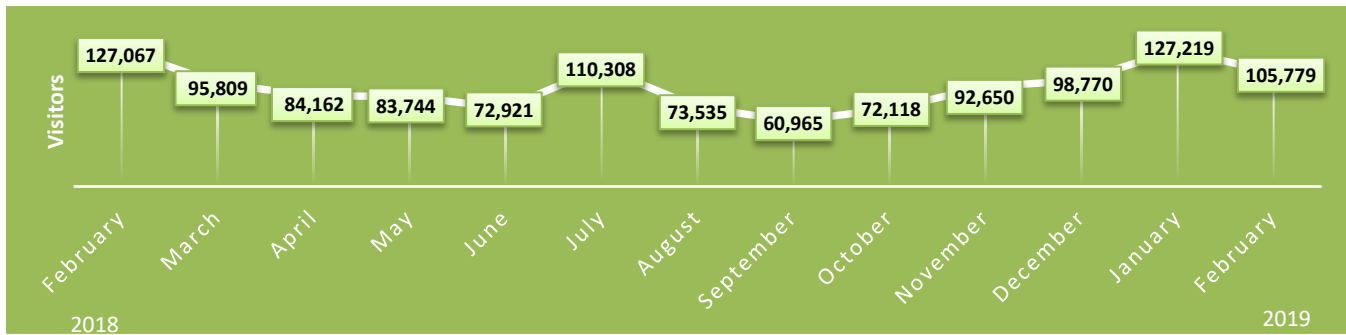 Visitors
127,067
95,809
84,162
83,744
72,921
110,308
73,535
60,965
72,118
92,650
98,770
127,219
105,779
February
March
April
May
June
July
August
September
October
November
December
January
February
2018
2019